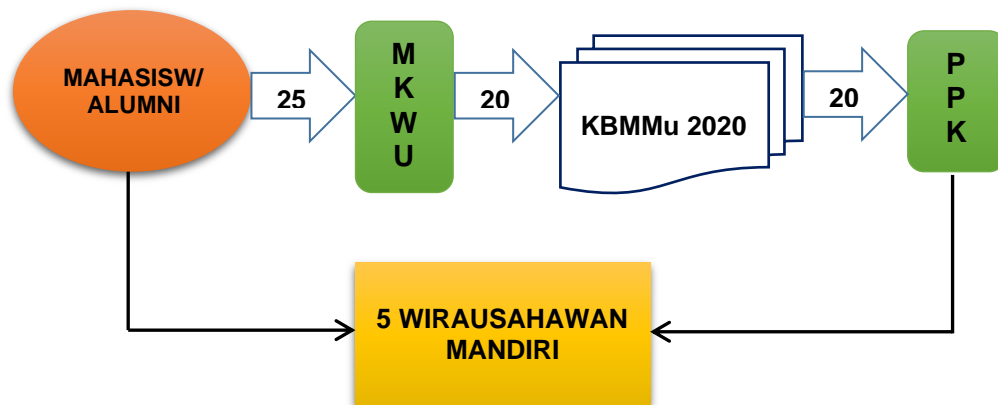 MAHASISW/
ALUMNI
25
M
K
W
U
20
KBMMu 2020
20
P
P
K
5 WIRAUSAHAWAN
MANDIRI